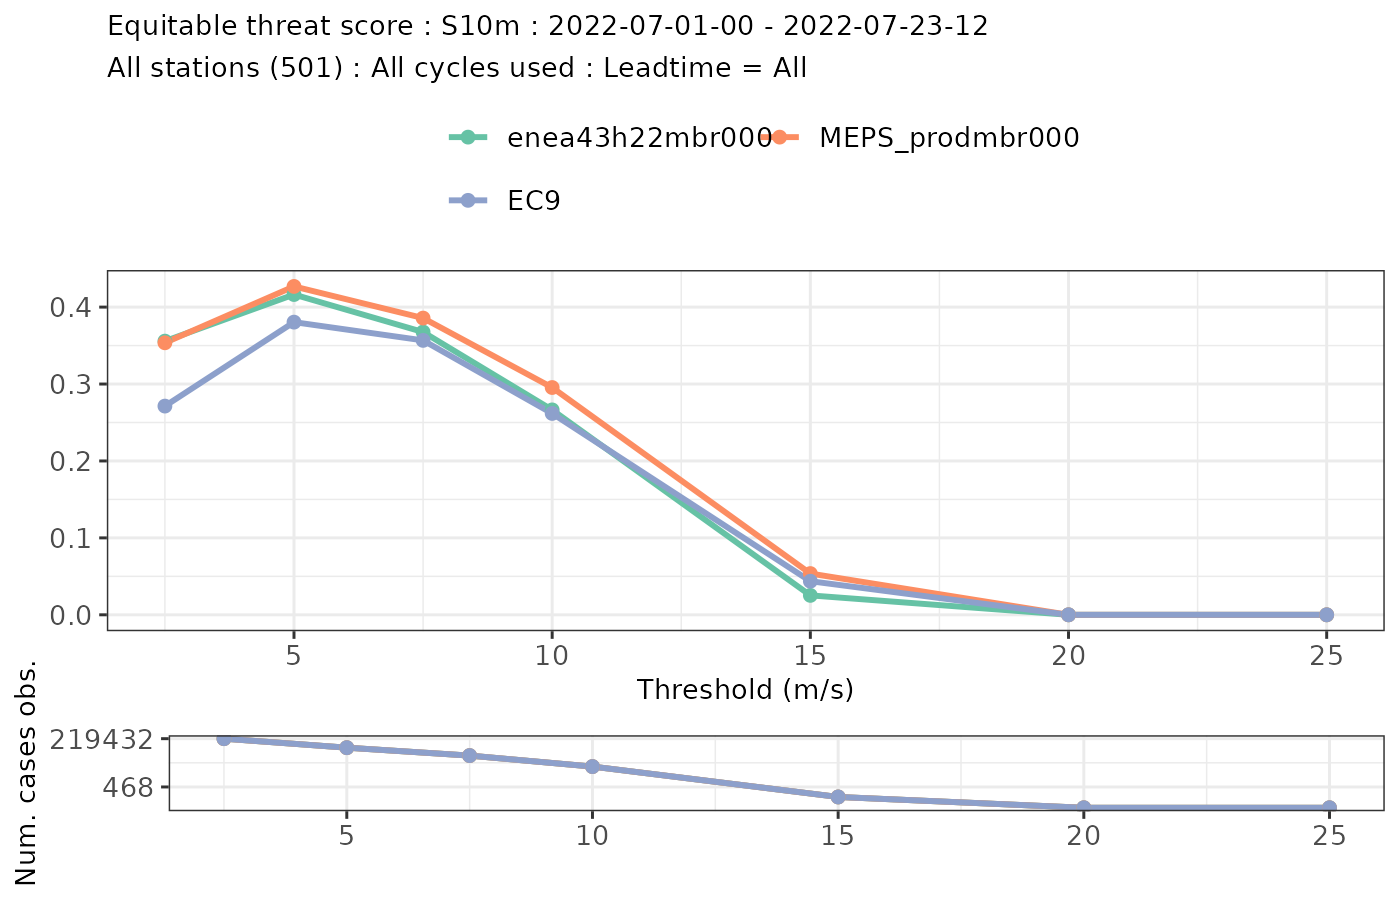 Equitable threat score : S10m : 2022-07-01-00 - 2022-07-23-12
All stations (501) : All cycles used : Leadtime = All
enea43h22mbr000 MEPS_prodmbr000
EC9
0.4
0.3
0.2
0.1
0.0
5 10 15 20 25
Threshold (m/s)
Num. cases obs.
219432
468
5 10 15 20 25